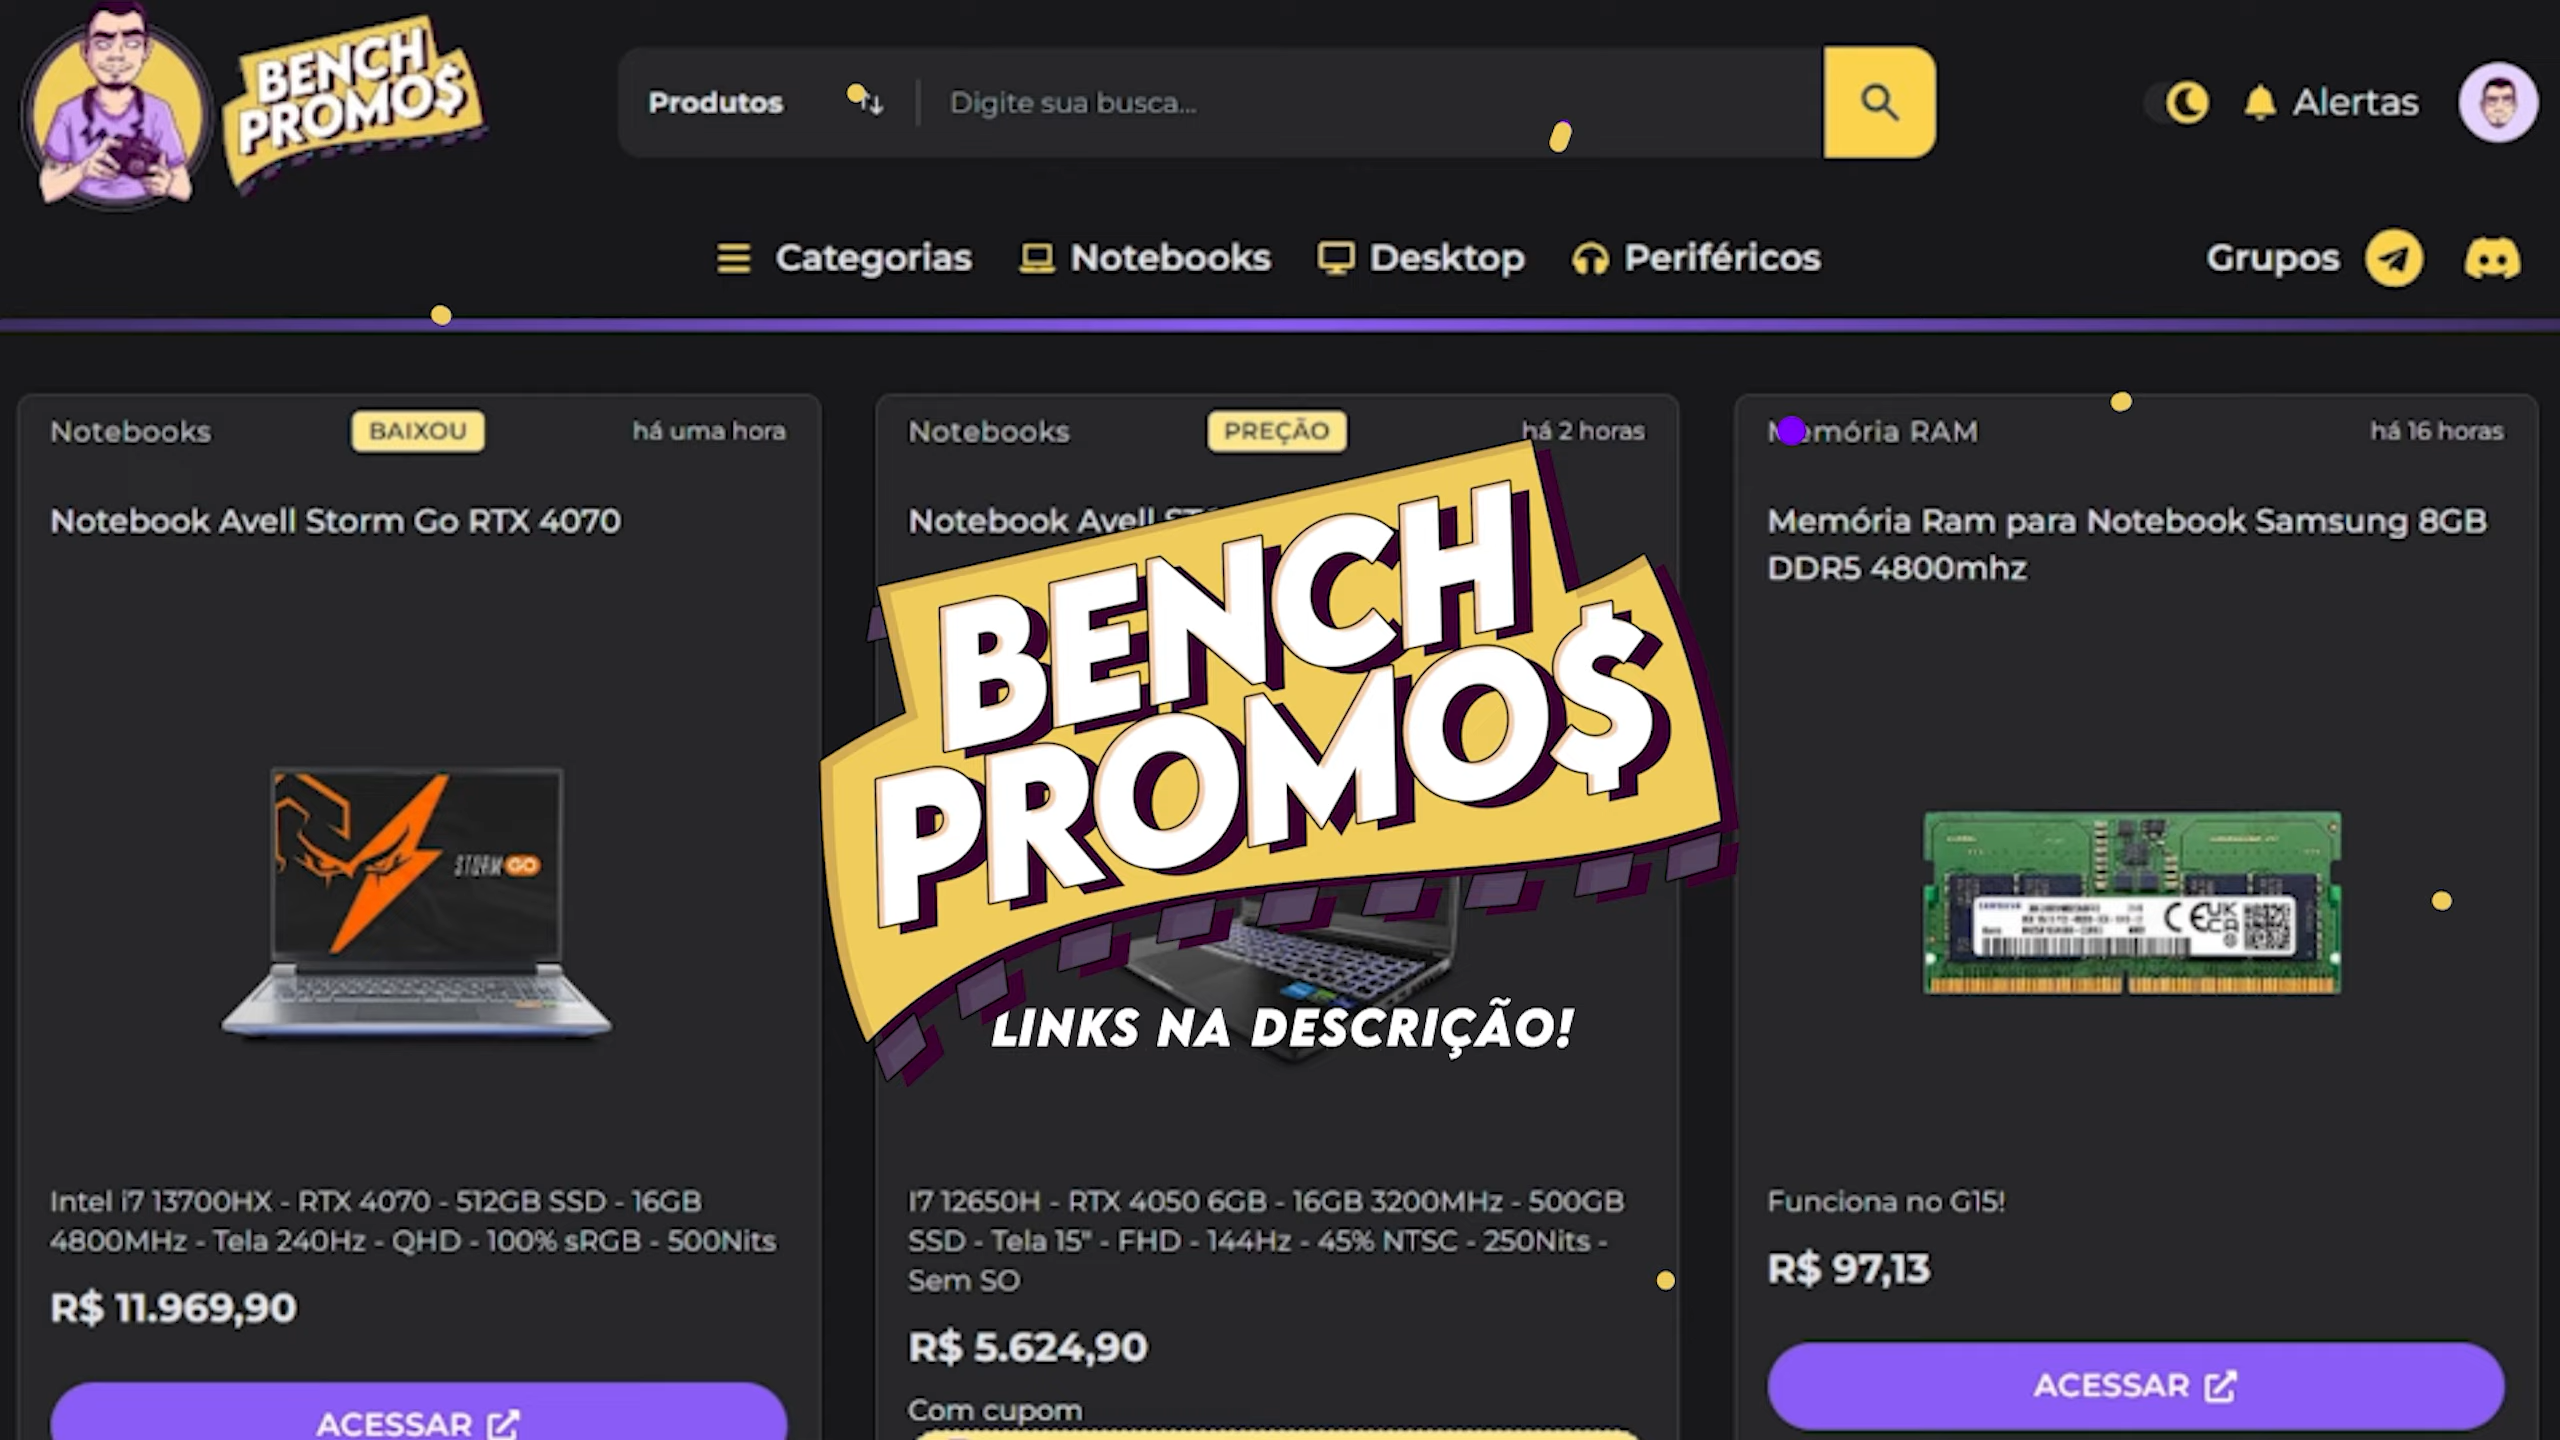 BENCH
PROMO$
Produtos
Digite sua busca...
Alertas
Categorias
Notebooks
Desktop
Periféricos
Grupos
Notebooks
BAIXOU
há uma hora
Notebook Avell Storm Go RTX 4070
STORM GO
Intel i7 13700HX - RTX 4070 - 512GB SSD - 16GB
4800MHz - Tela 240Hz - QHD - 100% sRGB - 500Nits
R$ 11.969,90
ACESSAR
Notebooks
PREÇÃO
há 2 horas
Notebook Avell
BENCH
PROMO$
LINKS NA DESCRIÇÃO!
I7 12650H - RTX 4050 6GB - 16GB 3200MHz - 500GB
SSD - Tela 15" - FHD - 144Hz - 45% NTSC - 250Nits -
Sem SO
R$ 5.624,90
Com cupom
Memória RAM
há 16 horas
Memória Ram para Notebook Samsung 8GB
DDR5 4800mhz
Funciona no G15!
R$ 97,13
ACESSAR